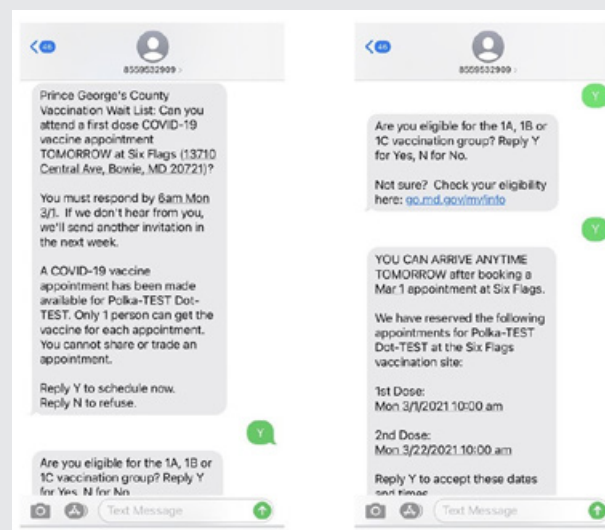 46
8559532909
Prince George's County
Vaccination Wait List: Can you
attend a first dose COVID-19
vaccine appointment
TOMORROW at Six Flags (13710
Central Ave, Bowie, MD 20721)?
You must respond by 6am Mon
3/1. If we don't hear from you,
we'll send another invitation in
the next week.
A COVID-19 vaccine
appointment has been made
available for Polka-TEST Dot-
TEST. Only 1 person can get the
vaccine for each appointment.
You cannot share or trade an
appointment.
Reply Y to schedule now.
Reply N to refuse.
Y
Are you eligible for the 1A, 1B or
1C vaccination group? Reply Y
for Yes, N for No
Text Message
46
8559532909
Y
Are you eligible for the 1A, 1B or
1C vaccination group? Reply Y
for Yes, N for No.
Not sure? Check your eligibility
here: go.md.gov/mvinfo
Y
YOU CAN ARRIVE ANYTIME
TOMORROW after booking a
Mar 1 appointment at Six Flags.
We have reserved the following
appointments for Polka-TEST
Dot-TEST at the Six Flags
vaccination site:
1st Dose:
Mon 3/1/2021 10:00 am
2nd Dose:
Mon 3/22/2021 10:00 am
Reply Y to accept these dates
and times
Text Message